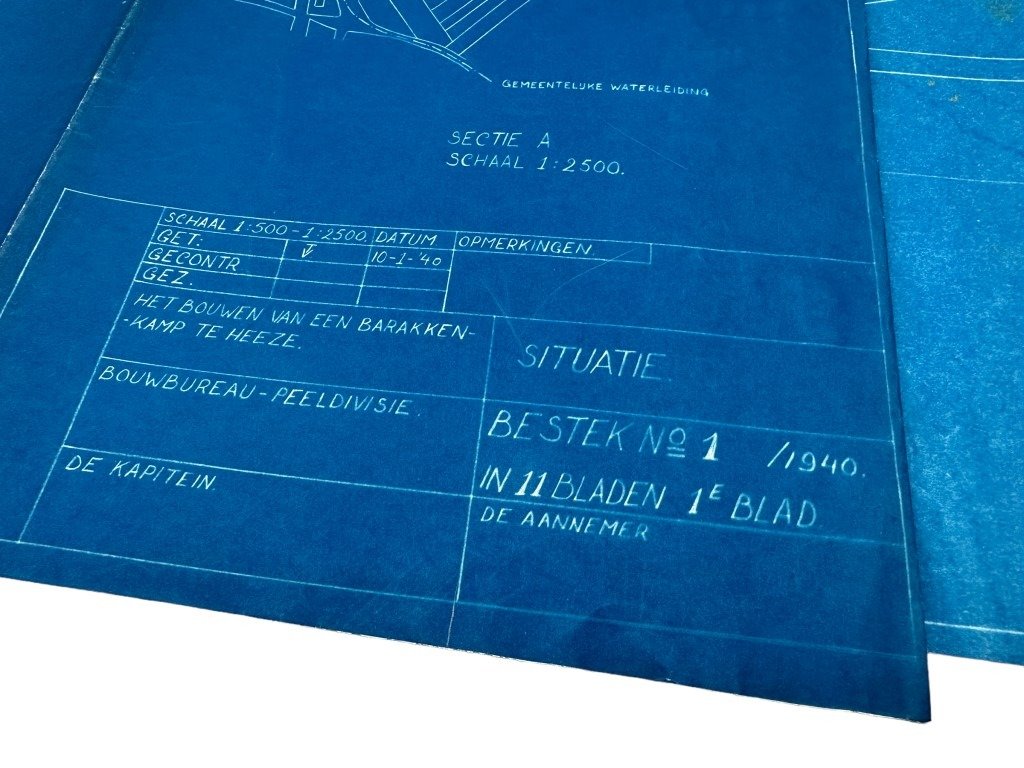 GEMEENTELIJKE WATERLEIDING
SECTIE A
SCHAAL 1:2500.
SCHAAL 1:500 - 1:2500. DATUM OPMERKINGEN.
GET. 10-1-'40
GECONTR.
GEZ.
HET BOUWEN VAN EEN BARAKKEN-
-KAMP TE HEEZE.
SITUATIE.
BOUWBUREAU-PEELDIVISIE.
BESTEK Nº 1 /1940.
IN 11 BLADEN 1E BLAD
DE KAPITEIN.
DE AANNEMER